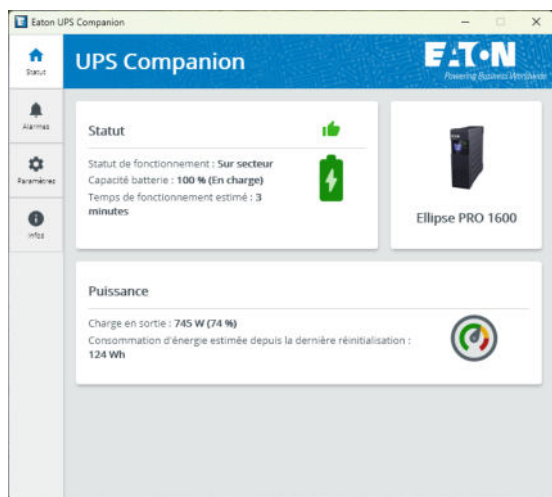 Eaton UPS Companion
UPS Companion
EATON
Powering Business Worldwide
Statut
Alarmes
Paramètres
Infos
Statut
Statut de fonctionnement : Sur secteur
Capacité batterie : 100 % (En charge)
Temps de fonctionnement estimé : 3
minutes
Ellipse PRO 1600
Puissance
Charge en sortie : 745 W (74 %)
Consommation d'énergie estimée depuis la dernière réinitialisation :
124 Wh